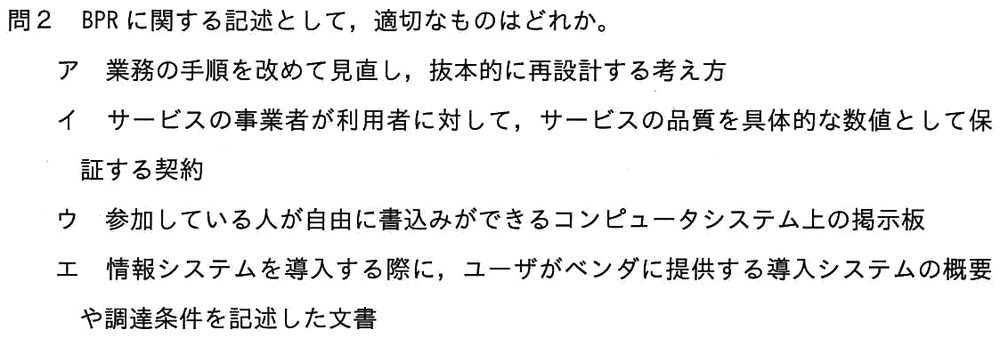 問2 BPRに関する記述として，適切なものはどれか。
ア 業務の手順を改めて見直し，抜本的に再設計する考え方
イ サービスの事業者が利用者に対して，サービスの品質を具体的な数値として保
証する契約
ウ 参加している人が自由に書込みができるコンピュータシステム上の掲示板
エ 情報システムを導入する際に，ユーザがベンダに提供する導入システムの概要
や調達条件を記述した文書